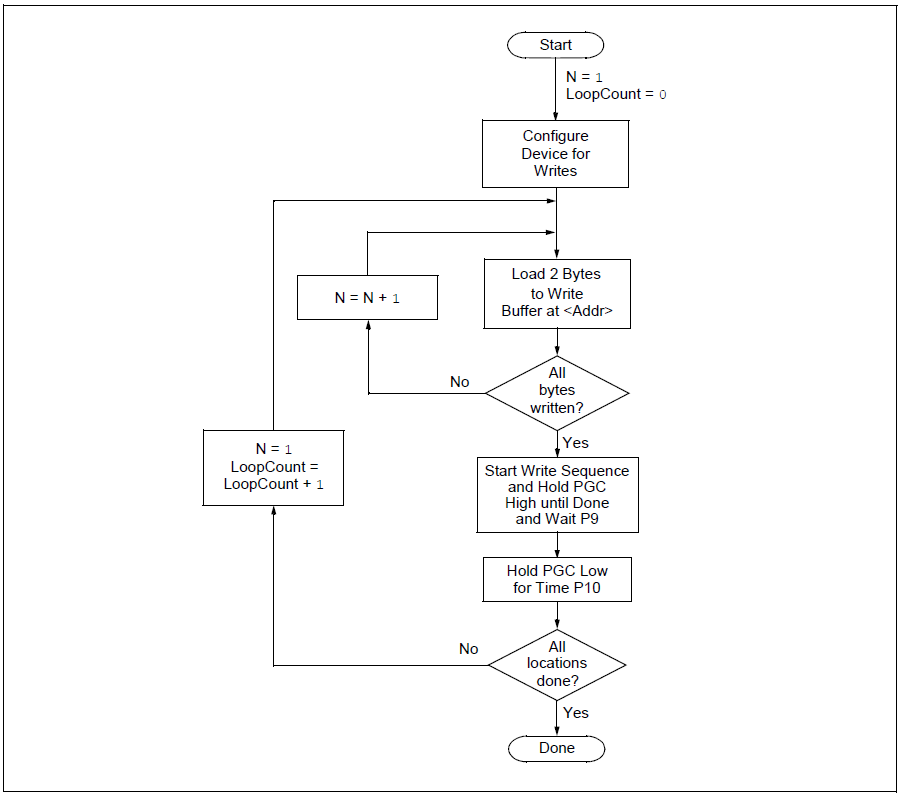 Start
N = 1
LoopCount = 0
Configure
Device for
Writes
Load 2 Bytes
to Write
Buffer at <Addr>
N = N + 1
All
bytes
written?
No
Yes
N = 1
LoopCount =
LoopCount + 1
Start Write Sequence
and Hold PGC
High until Done
and Wait P9
Hold PGC Low
for Time P10
All
locations
done?
No
Yes
Done